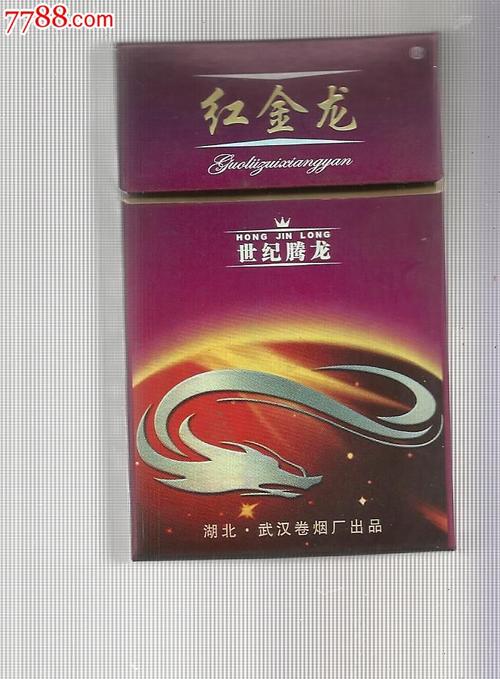 7788.com
红金龙
Guolüzuixiangyan
HONG JIN LONG
世纪腾龙
湖北·武汉卷烟厂出品